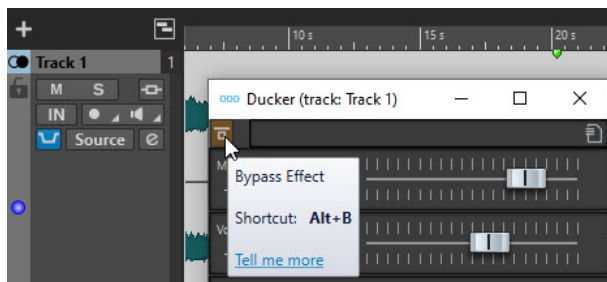 10 s
15 s
20 s
Track 1
1
M
S
IN
Source
e
Ducker (track: Track 1)
Bypass Effect
Shortcut: Alt+B
Tell me more